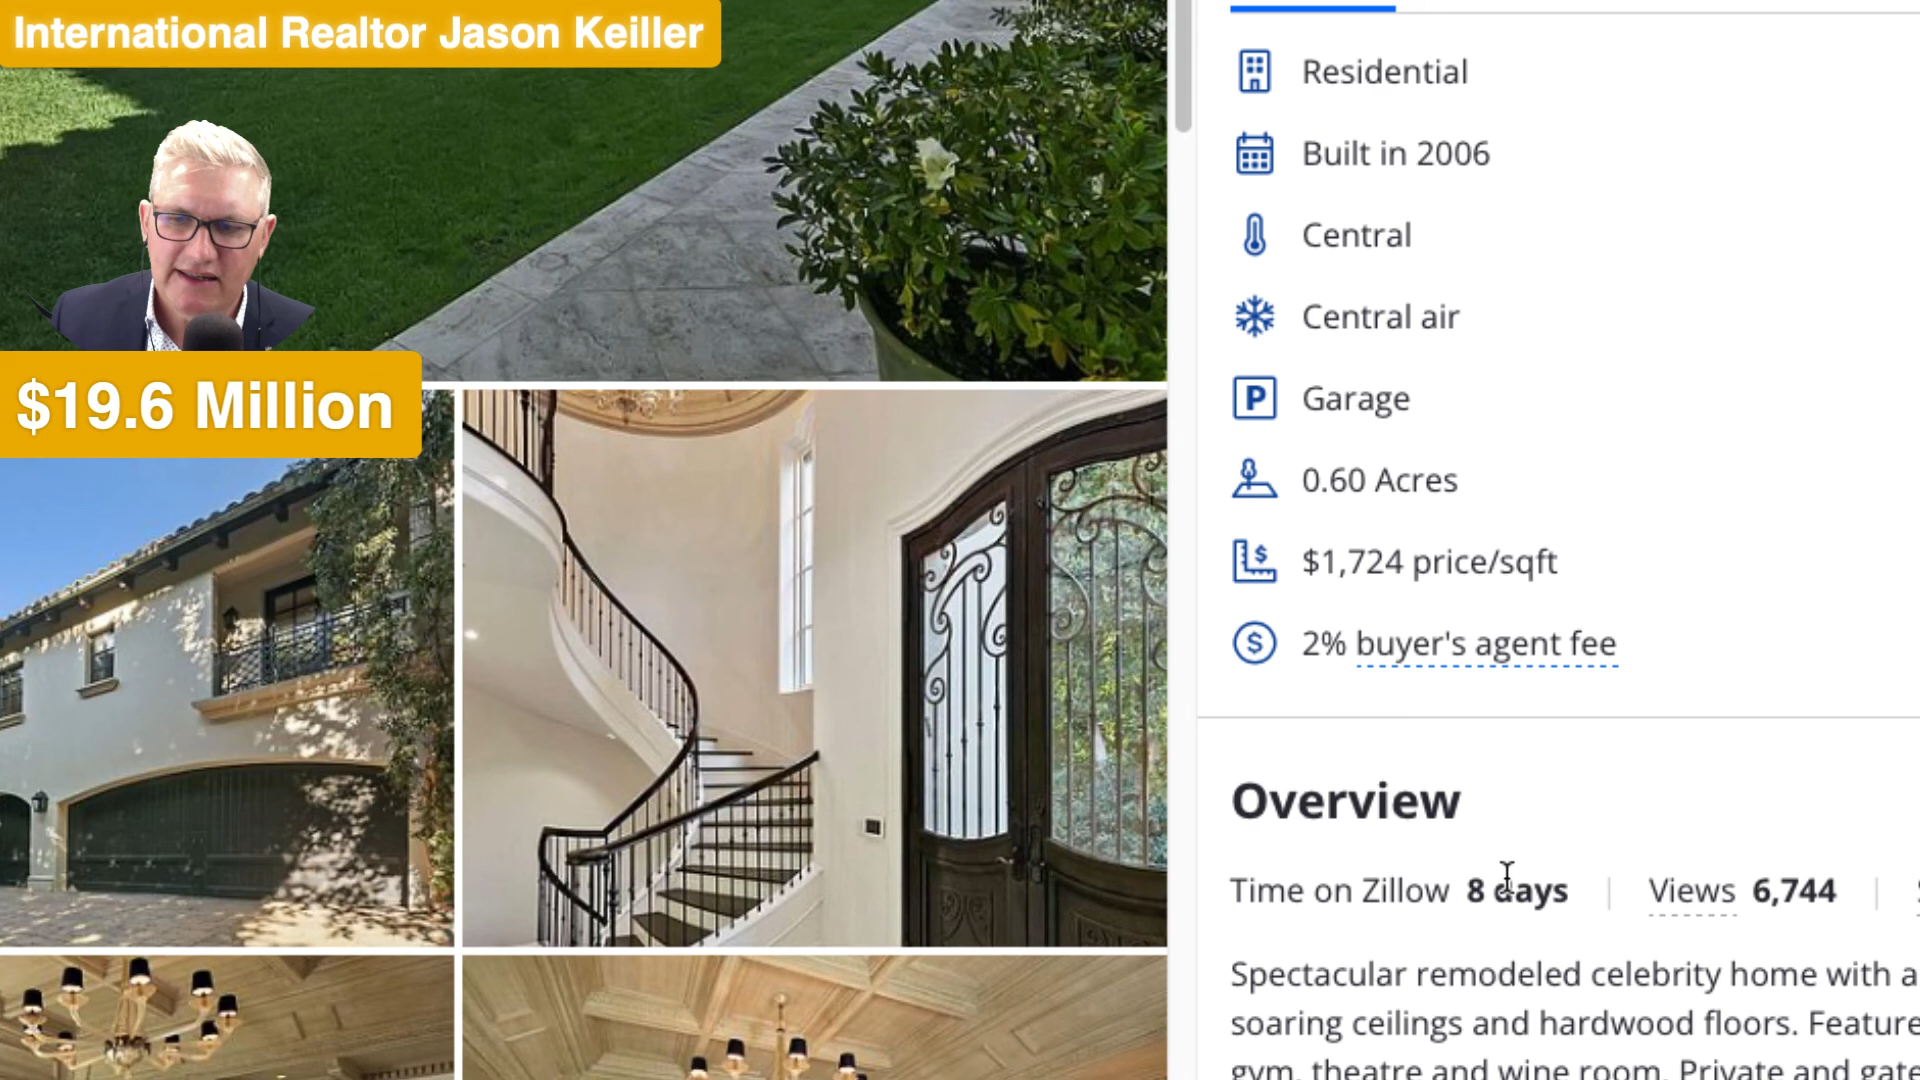 International Realtor Jason Keiller
$19.6 Million
Residential
Built in 2006
Central
Central air
P
Garage
0.60 Acres
$
$1,724 price/sqft
$
2% buyer's agent fee
Overview
Time on Zillow 8 days | Views 6,744 |
Spectacular remodeled celebrity home with a
soaring ceilings and hardwood floors. Feature
gym, theatre and wine room. Private and gate